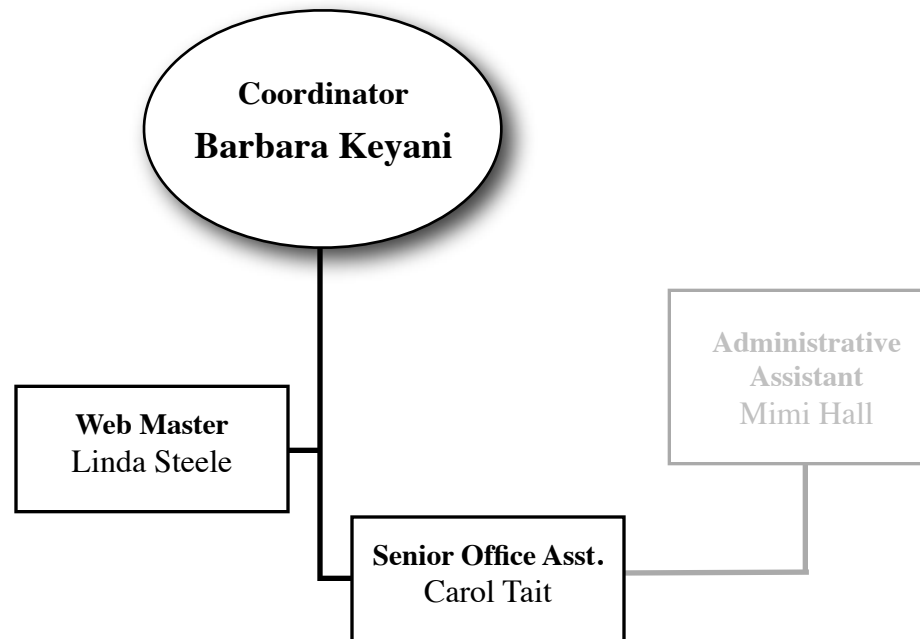 Coordinator
Barbara Keyani
Administrative
Assistant
Mimi Hall
Web Master
Linda Steele
Senior Office Asst.
Carol Tait